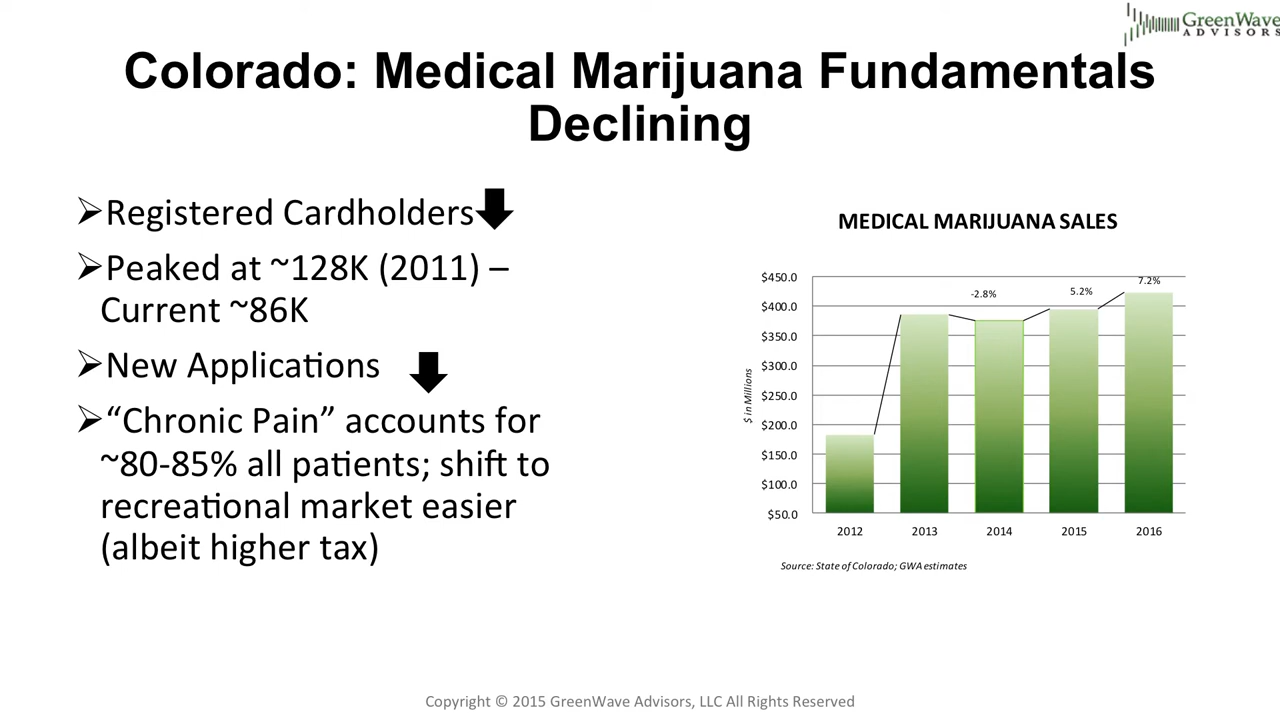 GreenWave
ADVISORS
Colorado: Medical Marijuana Fundamentals
Declining
➢Registered Cardholders
➢Peaked at ~128K (2011) –
Current ~86K
➢New Applications
➢“Chronic Pain” accounts for
~80-85% all patients; shift to
recreational market easier
(albeit higher tax)
MEDICAL MARIJUANA SALES
$ in Millions
$450.0
$400.0
$350.0
$300.0
$250.0
$200.0
$150.0
$100.0
$50.0
-2.8%
5.2%
7.2%
2012 2013 2014 2015 2016
Source: State of Colorado; GWA estimates
Copyright © 2015 GreenWave Advisors, LLC All Rights Reserved